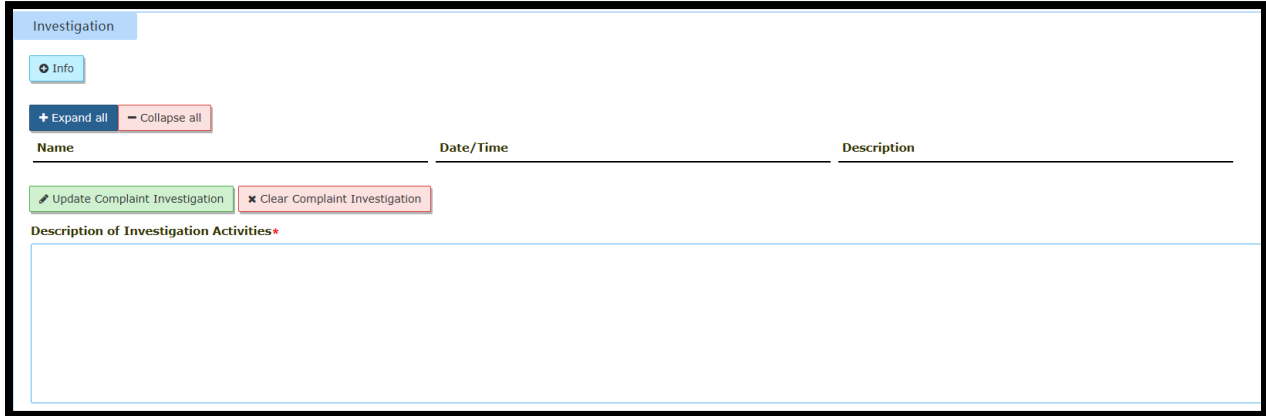 Investigation
Info
Expand all Collapse all
Name Date/Time Description
Update Complaint Investigation Clear Complaint Investigation
Description of Investigation Activities*